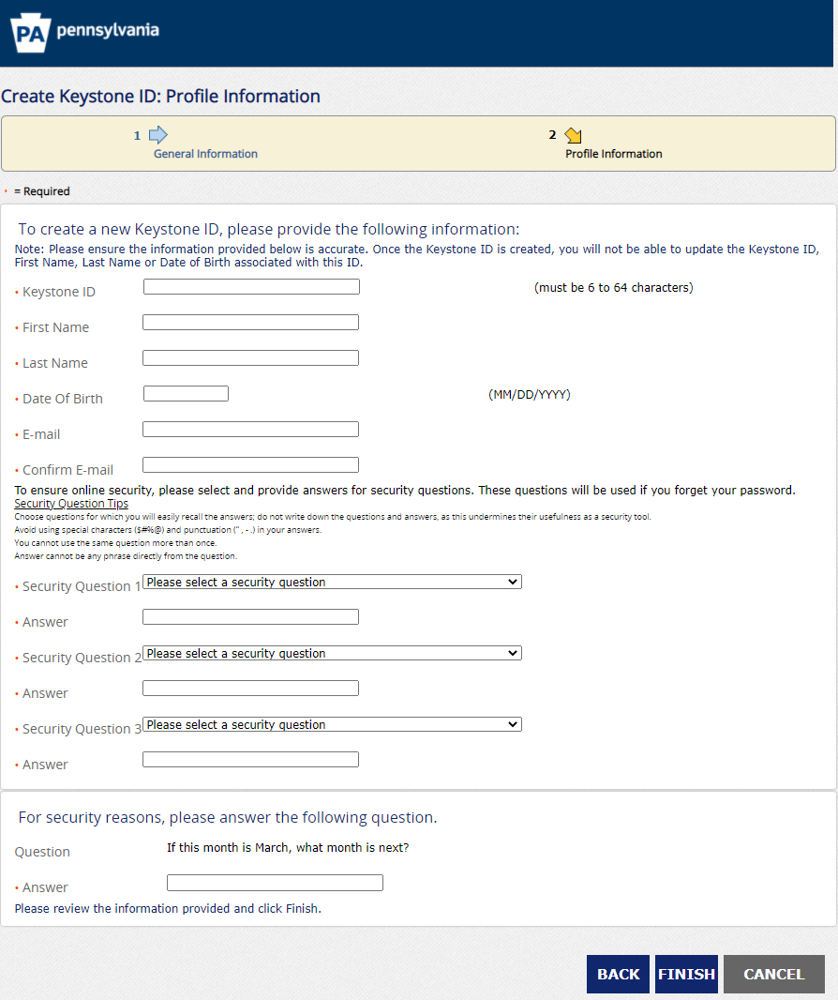 PA pennsylvania
Create Keystone ID: Profile Information
1
General Information
2
Profile Information
• = Required
To create a new Keystone ID, please provide the following information:
Note: Please ensure the information provided below is accurate. Once the Keystone ID is created, you will not be able to update the Keystone ID,
First Name, Last Name or Date of Birth associated with this ID.
• Keystone ID (must be 6 to 64 characters)
• First Name
• Last Name
• Date Of Birth (MM/DD/YYYY)
• E-mail
• Confirm E-mail
To ensure online security, please select and provide answers for security questions. These questions will be used if you forget your password.
Security Question Tips
Choose questions for which you will easily recall the answers; do not write down the questions and answers, as this undermines their usefulness as a security tool.
Avoid using special characters ($#%@) and punctuation (" , - .) in your answers.
You cannot use the same question more than once.
Answer cannot be any phrase directly from the question.
• Security Question 1 Please select a security question
• Answer
• Security Question 2 Please select a security question
• Answer
• Security Question 3 Please select a security question
• Answer
For security reasons, please answer the following question.
Question If this month is March, what month is next?
• Answer
Please review the information provided and click Finish.
BACK FINISH CANCEL